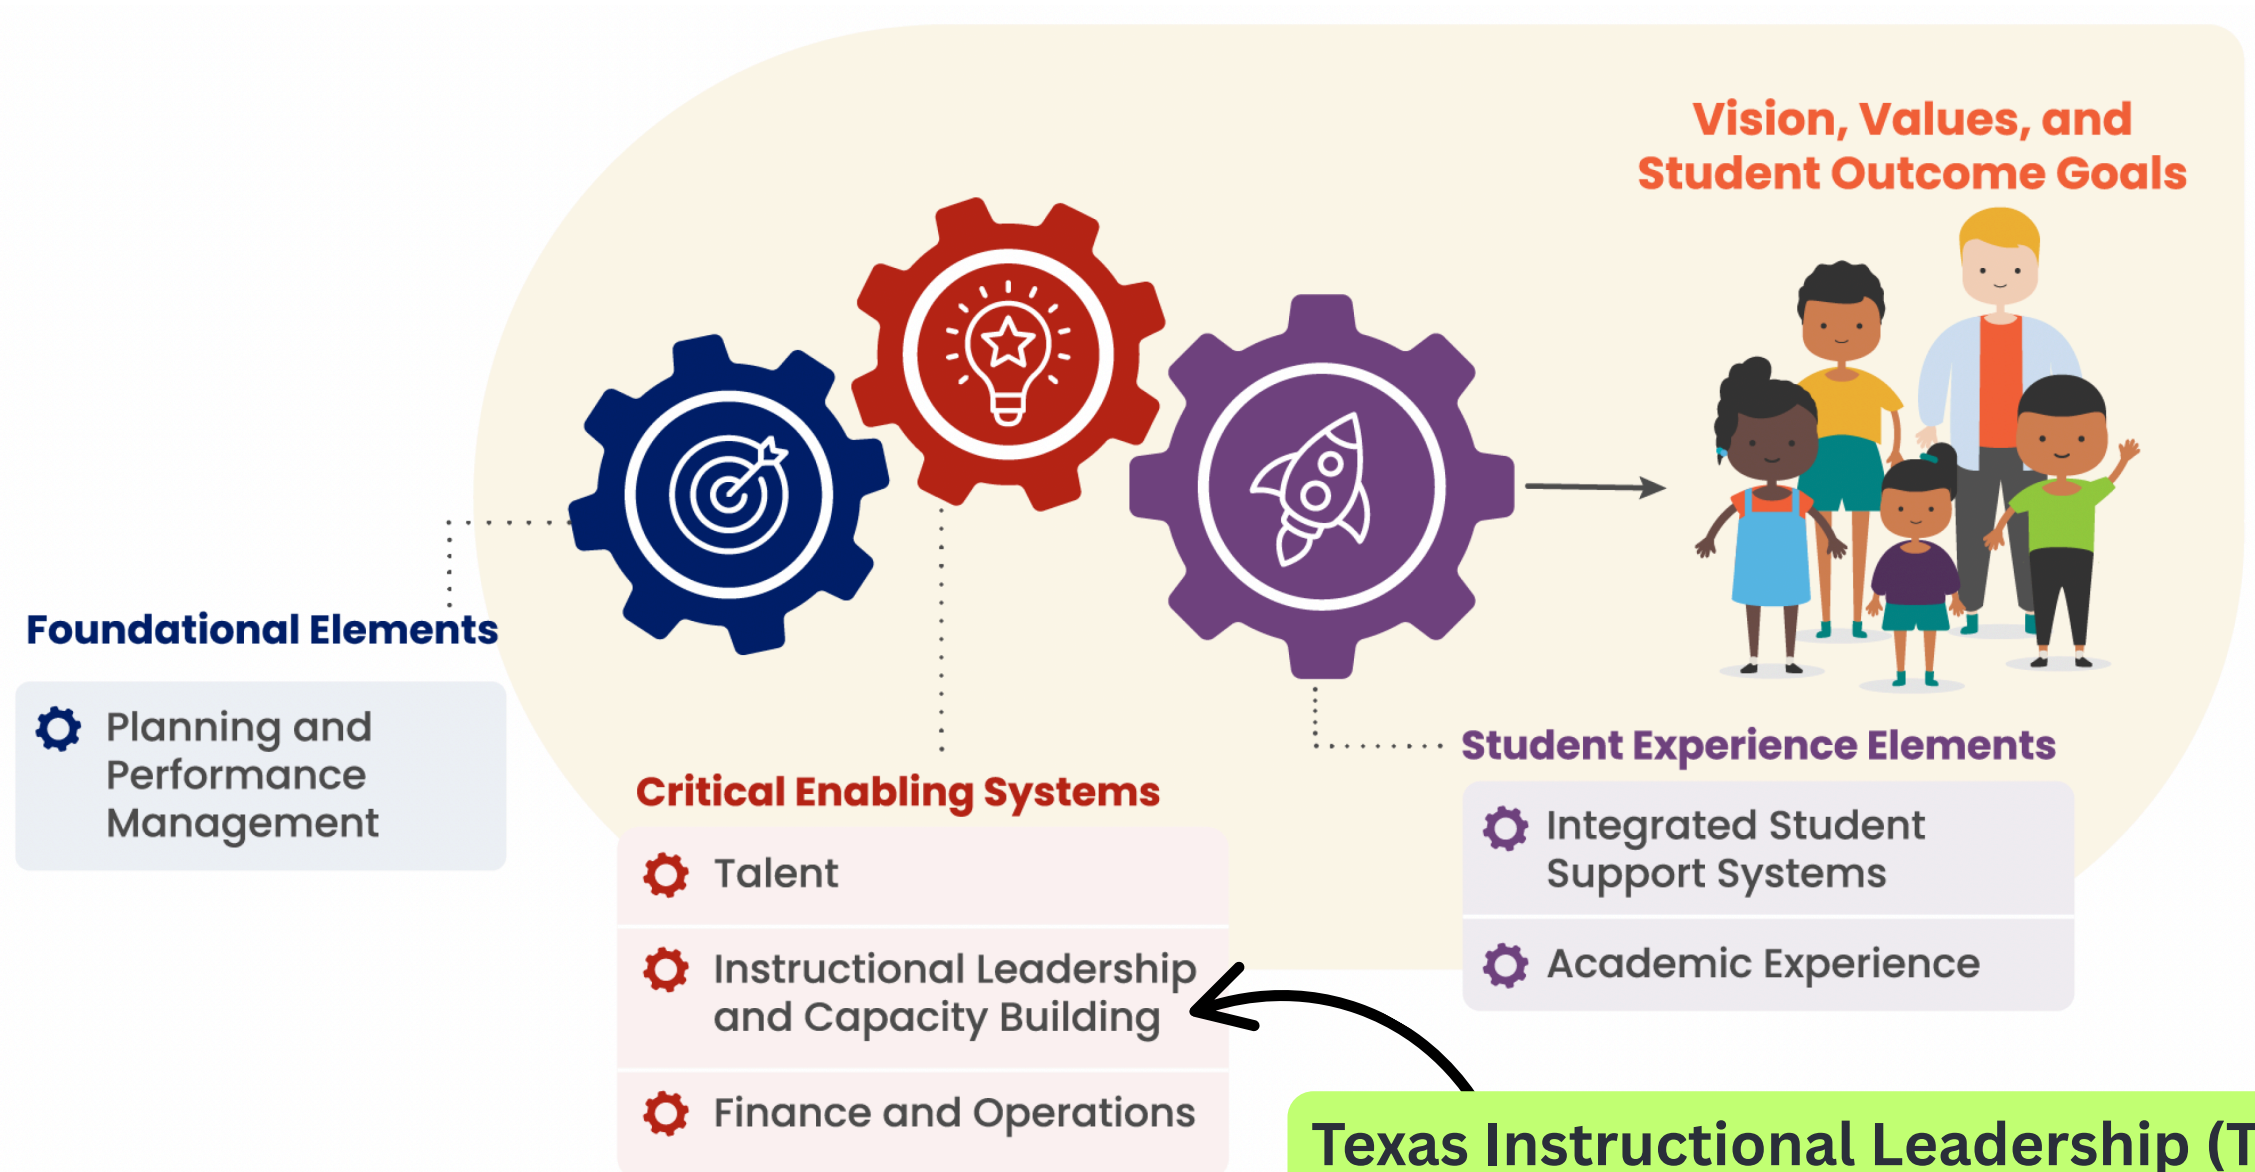 Vision, Values, and
Student Outcome Goals
Foundational Elements
Planning and
Performance
Management
Critical Enabling Systems
Talent
Instructional Leadership
and Capacity Building
Finance and Operations
Student Experience Elements
Integrated Student
Support Systems
Academic Experience
Texas Instructional Leadership (T